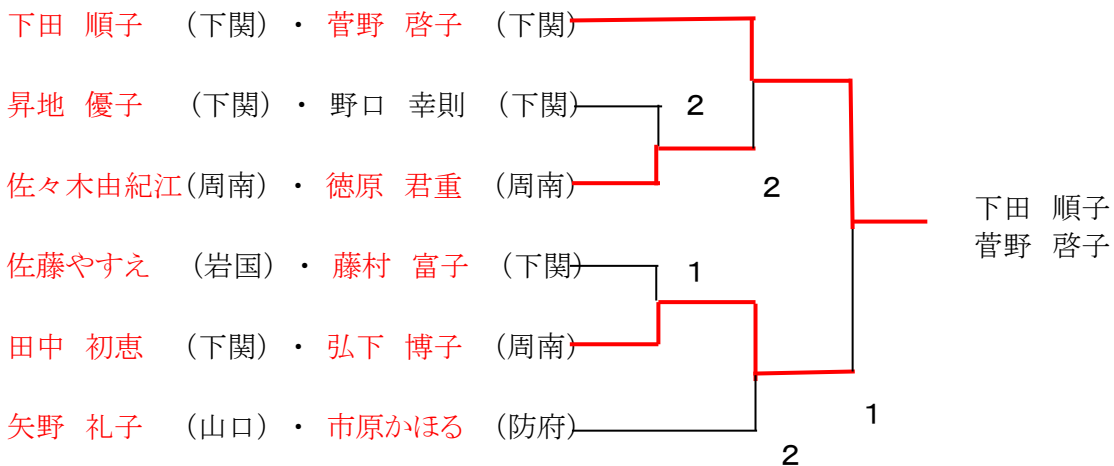 下田 順子 (下関) ・ 菅野 啓子 (下関)
昇地 優子 (下関) ・ 野口 幸則 (下関)
2
佐々木由紀江(周南) ・ 徳原 君重 (周南)
2
下田 順子
菅野 啓子
佐藤やすえ (岩国) ・ 藤村 富子 (下関)
1
田中 初恵 (下関) ・ 弘下 博子 (周南)
矢野 礼子 (山口) ・ 市原かほる (防府)
1
2